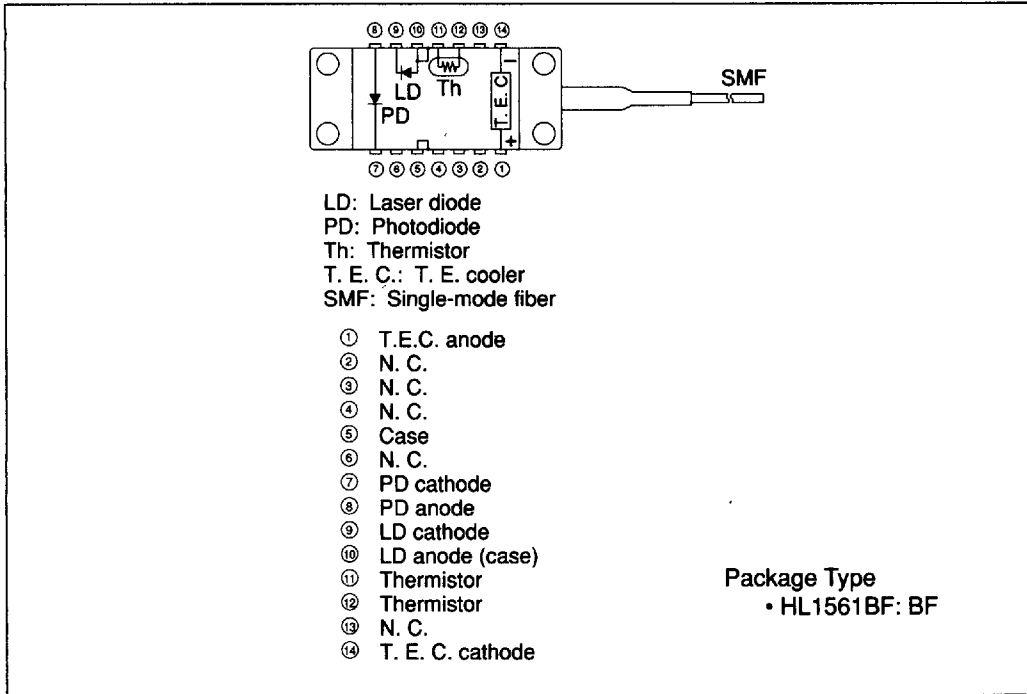 ⑧ ⑨ ⑩ ⑪ ⑫ ⑬ ⑭
SMF
LD
Th
PD
T.E.C
−
+
⑦ ⑥ ⑤ ④ ③ ② ①
LD: Laser diode
PD: Photodiode
Th: Thermistor
T. E. C.: T. E. cooler
SMF: Single-mode fiber
① T.E.C. anode
② N. C.
③ N. C.
④ N. C.
⑤ Case
⑥ N. C.
⑦ PD cathode
⑧ PD anode
⑨ LD cathode
⑩ LD anode (case)
⑪ Thermistor
⑫ Thermistor
⑬ N. C.
⑭ T. E. C. cathode
Package Type
• HL1561BF: BF